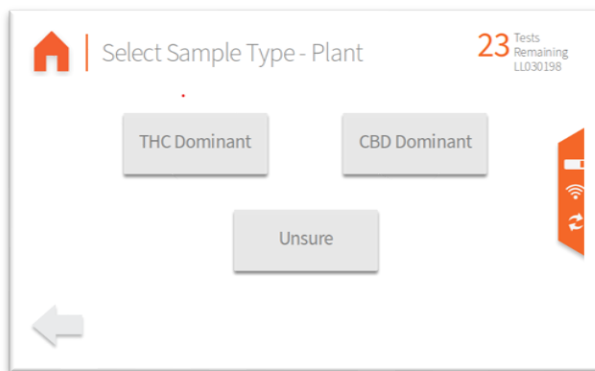 Select Sample Type - Plant
23 Tests
Remaining
LL030198
THC Dominant
CBD Dominant
Unsure